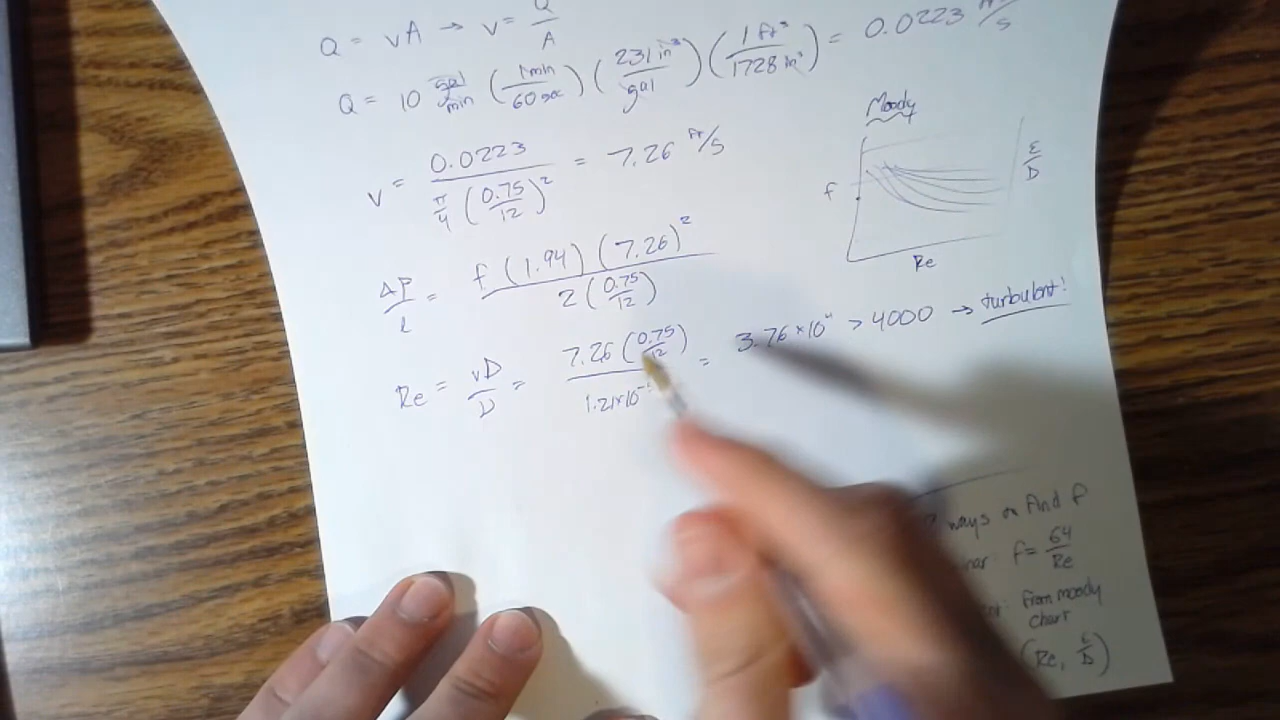 Q = vA → v = Q/A
Q = 10 gal/min (1 min/60 sec) (231 in³/gal) (1 ft³/1728 in³) = 0.0223 /s
v = 0.0223 / π/4 (0.75/12)² = 7.26 ft/s
Moody
f
ε/D
Re
ΔP/l = f (1.94) (7.26)² / 2 (0.75/12)
Re = vD/ν = 7.26 (0.75/12) / 1.21×10 = 3.76×10⁴ > 4000 → turbulent!
ways to find f
f = 64/Re
from moody
chart
(Re, ε/D)